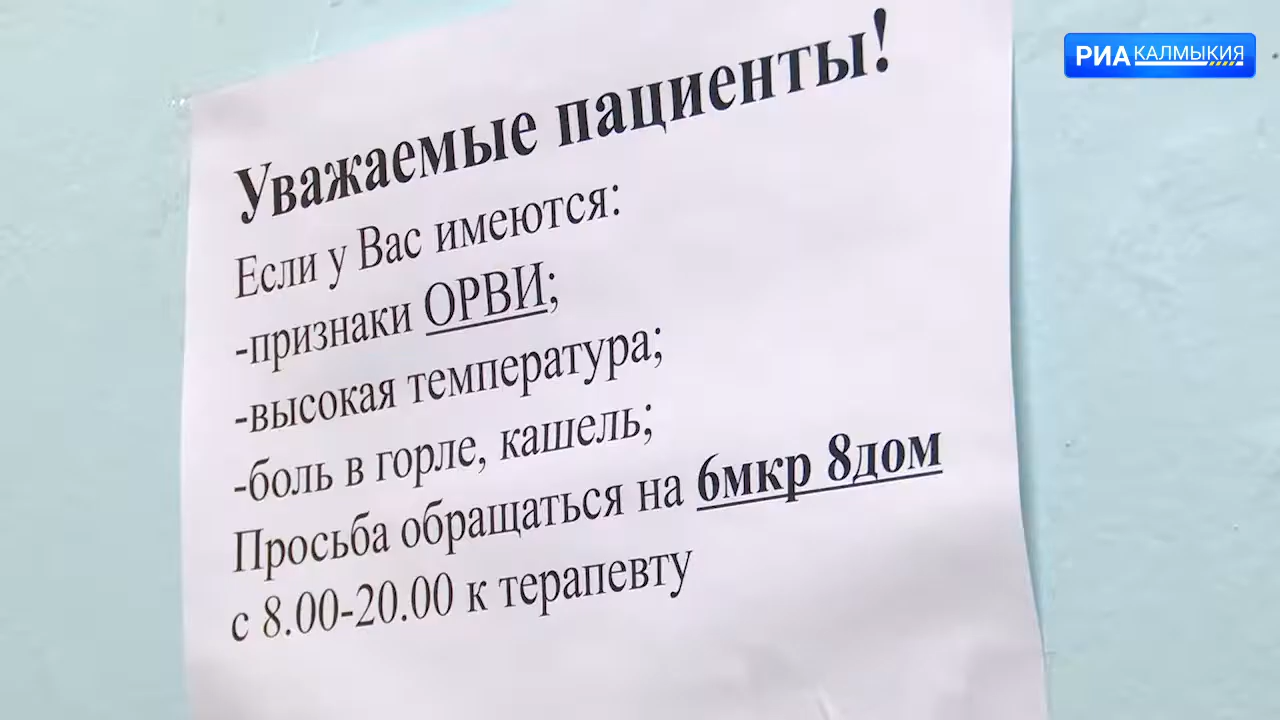 РИА КАЛМЫКИЯ
Уважаемые пациенты!
Если у Вас имеются:
-признаки ОРВИ;
-высокая температура;
-боль в горле, кашель;
Просьба обращаться на 6мкр 8дом
с 8.00-20.00 к терапевту